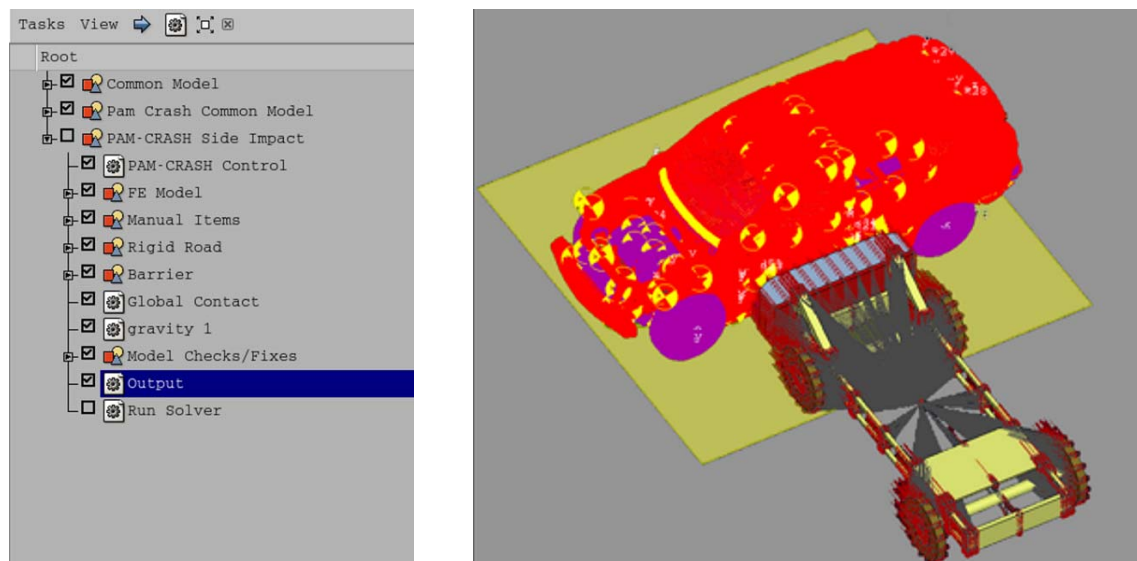 Tasks View
Root
Common Model
Pam Crash Common Model
PAM-CRASH Side Impact
PAM-CRASH Control
FE Model
Manual Items
Rigid Road
Barrier
Global Contact
gravity 1
Model Checks/Fixes
Output
Run Solver